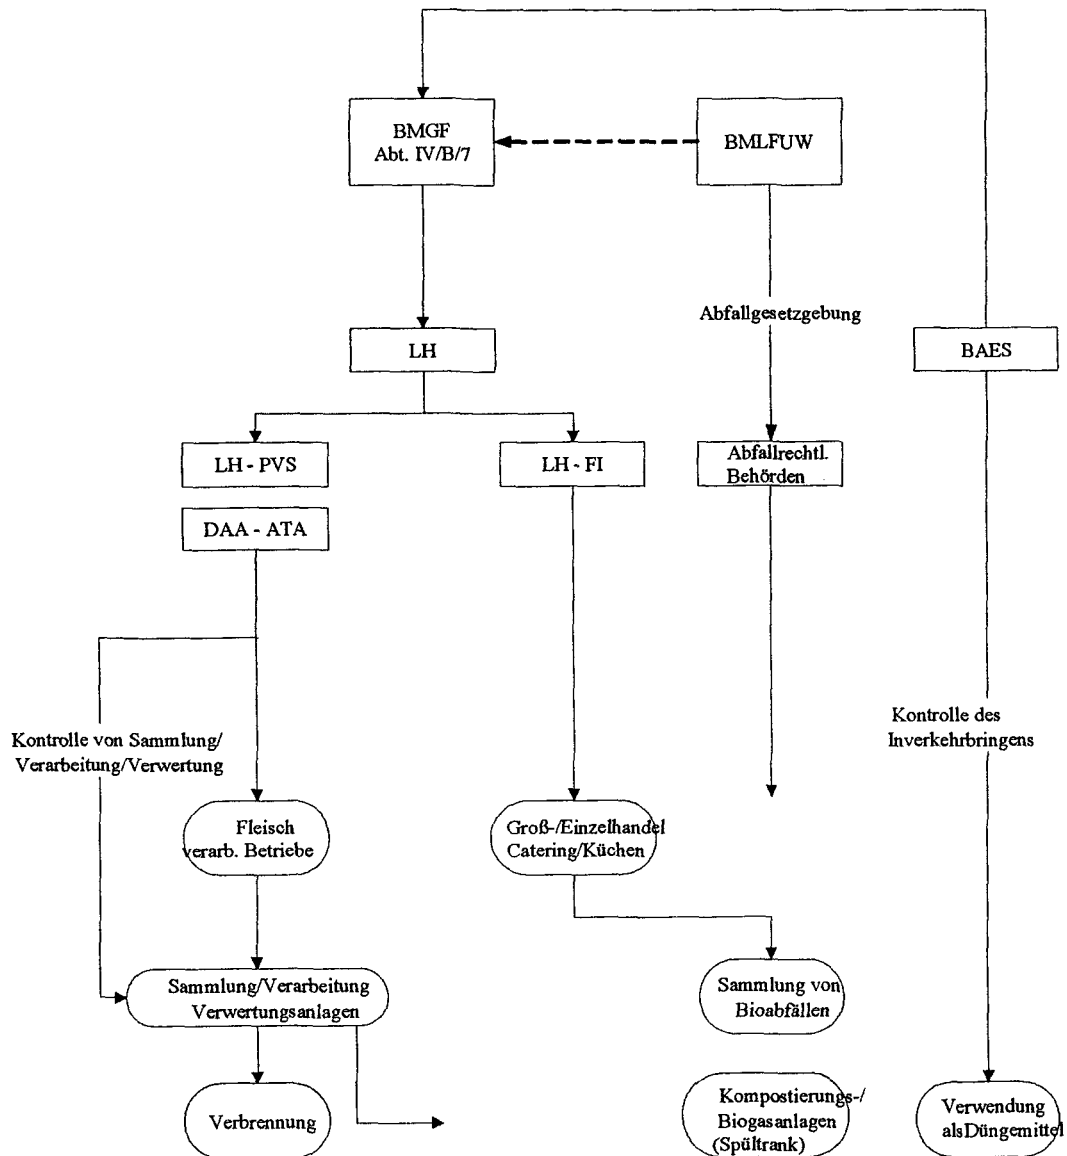 BMGF
Abt. IV/B/7
BMLFUW
Abfallgesetzgebung
LH
BAES
LH - PVS
LH - FI
Abfallrechtl.
Behörden
DAA - ATA
Kontrolle von Sammlung/
Verarbeitung/Verwertung
Kontrolle des
Inverkehrbringens
Fleisch
verarb. Betriebe
Groß-/Einzelhandel
Catering/Küchen
Sammlung/Verarbeitung
Verwertungsanlagen
Sammlung von
Bioabfällen
Verbrennung
Kompostierungs-/
Biogasanlagen
(Spültrank)
Verwendung
alsDüngemittel